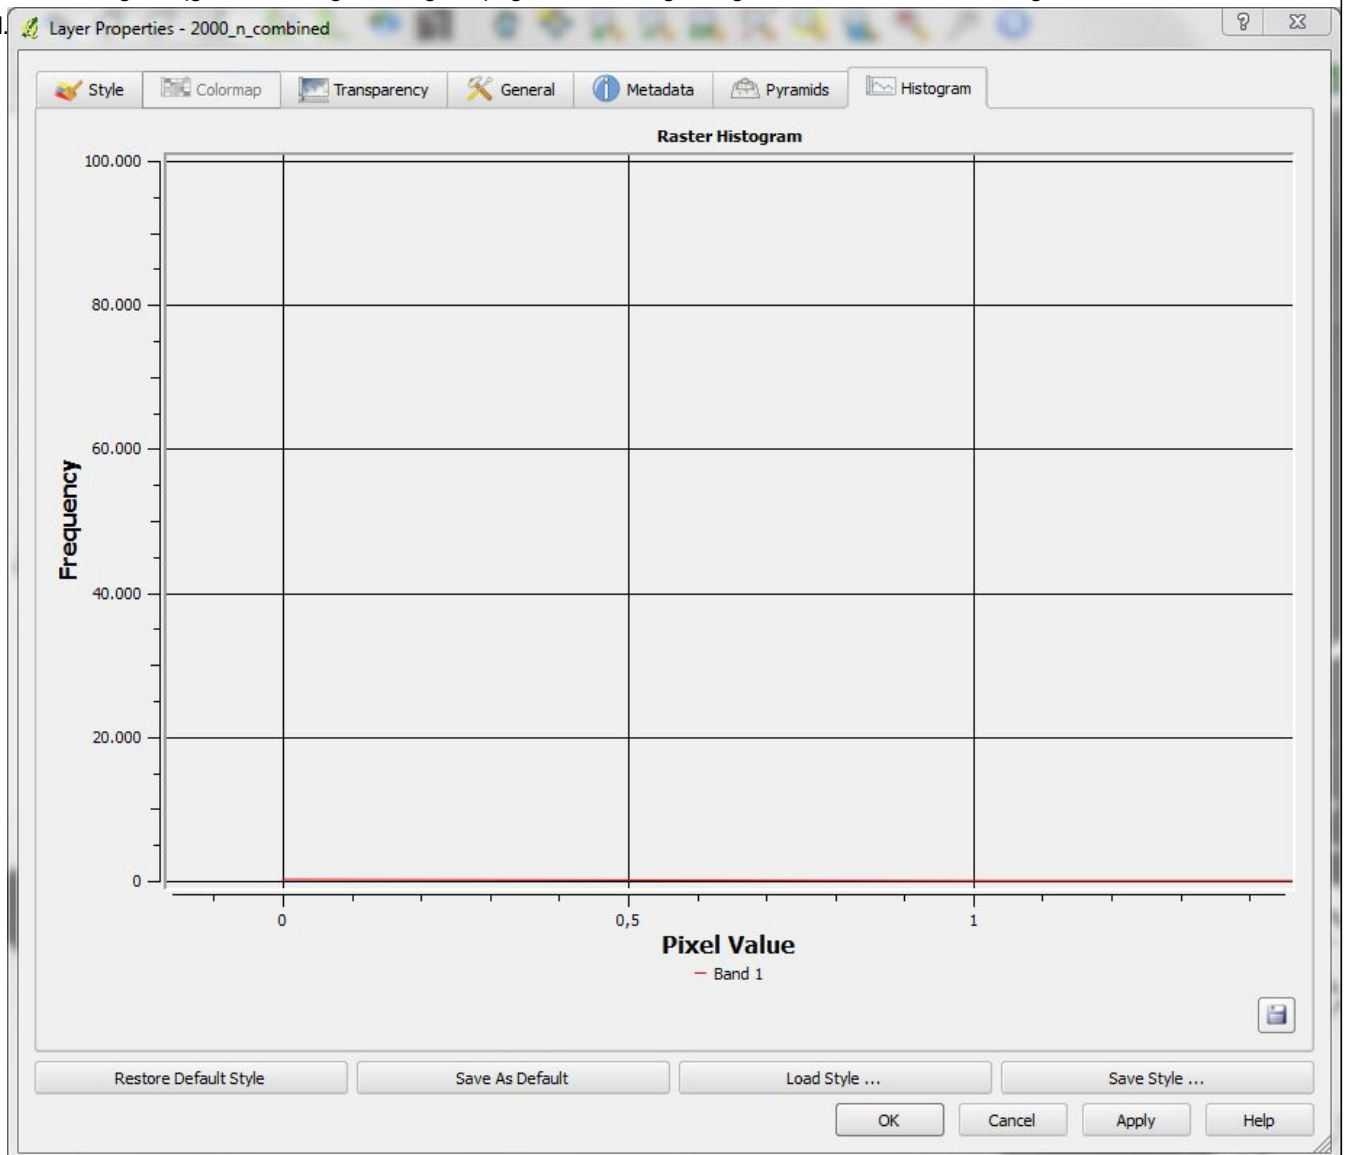 Layer Properties - 2000_n_combined
Style Colormap Transparency General Metadata Pyramids Histogram
Raster Histogram
100.000
80.000
60.000
40.000
20.000
0
Frequency
0 0,5 1
Pixel Value
Band 1
Restore Default Style Save As Default Load Style ... Save Style ...
OK Cancel Apply Help